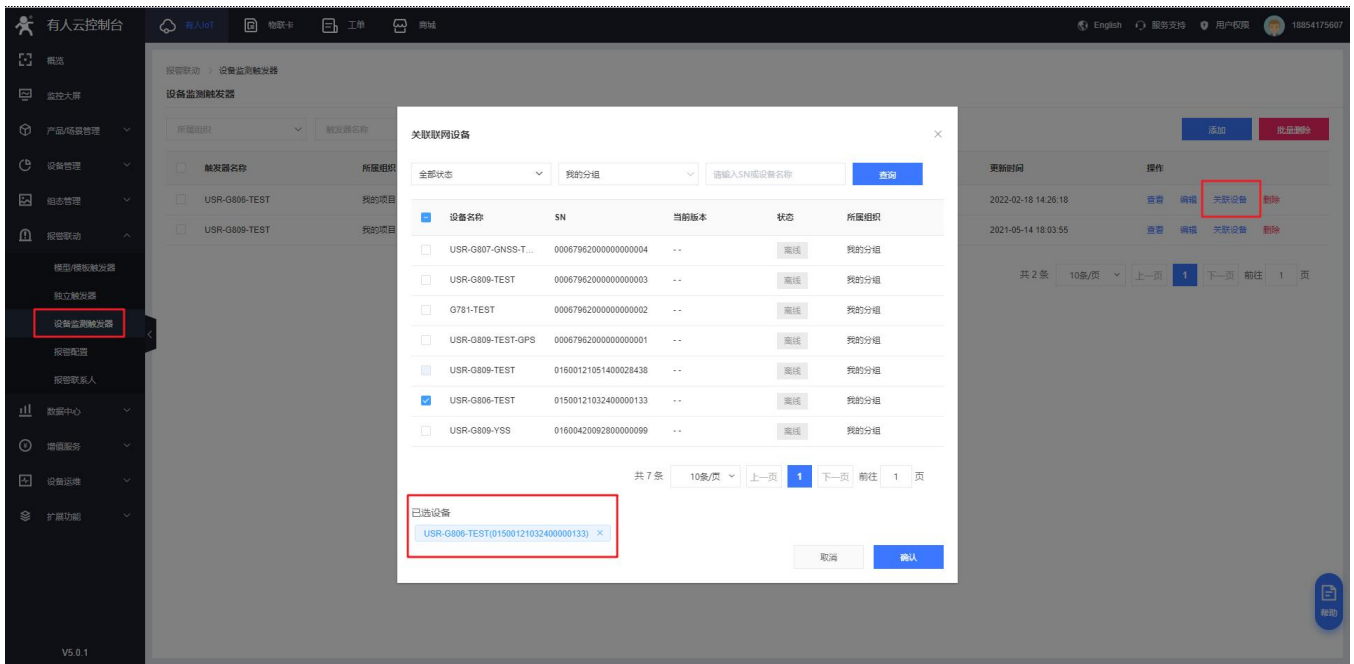 有人云控制台
有人IoT 物联卡 工单 商城
English 服务支持 用户权限 18854175607
概览
监控大屏
产品/场景管理
设备管理
组态管理
报警联动
模型/模板触发器
独立触发器
设备监测触发器
报警配置
报警联系人
数据中心
增值服务
设备运维
扩展功能
V5.0.1
报警联动 > 设备监测触发器
设备监测触发器
所属组织 触发器名称 添加 批量删除
触发器名称 所属组织 更新时间 操作
USR-G806-TEST 我的项目 2022-02-18 14:26:18 查看 编辑 关联设备 删除
USR-G809-TEST 我的项目 2021-05-14 18:03:55 查看 编辑 关联设备 删除
共 2 条 10条/页 上一页 1 下一页 前往 1 页
关联联网设备
全部状态 我的分组 请输入SN或设备名称 查询
设备名称 SN 当前版本 状态 所属组织
USR-G807-GNSS-T... 00067962000000000004 -- 离线 我的分组
USR-G809-TEST 00067962000000000003 -- 离线 我的分组
G781-TEST 00067962000000000002 -- 离线 我的分组
USR-G809-TEST-GPS 00067962000000000001 -- 离线 我的分组
USR-G809-TEST 01600121051400028438 -- 离线 我的分组
USR-G806-TEST 01500121032400000133 -- 离线 我的分组
USR-G809-YSS 01600420092800000099 -- 离线 我的分组
共 7 条 10条/页 上一页 1 下一页 前往 1 页
已选设备
USR-G806-TEST(01500121032400000133) ×
取消 确认
帮助